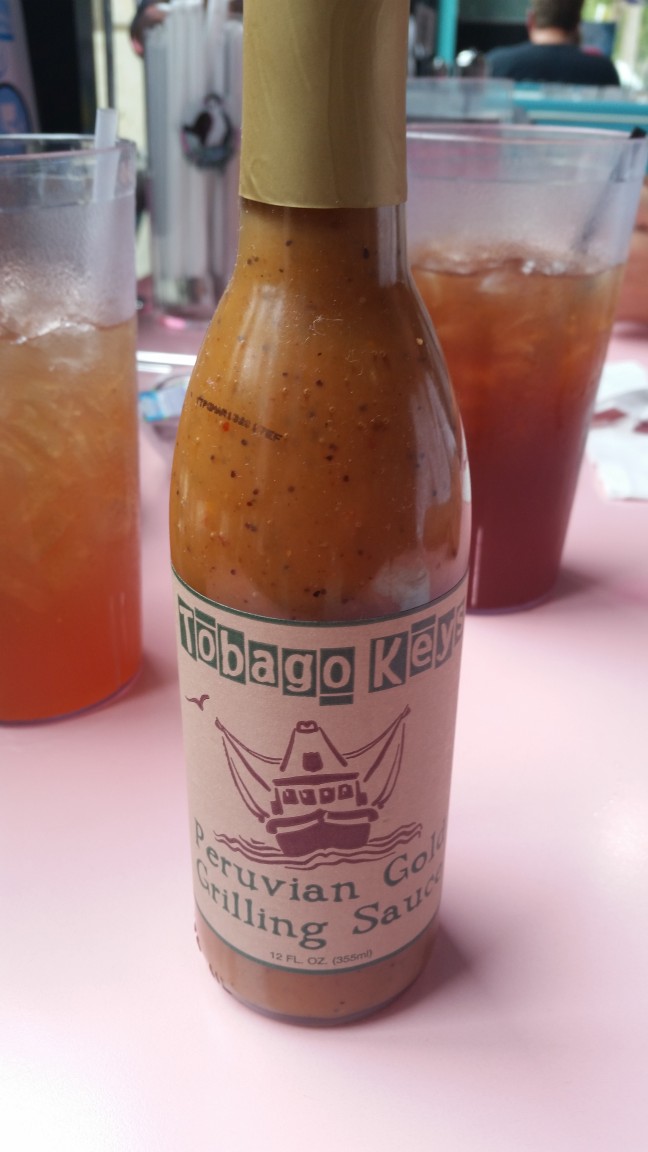 Tobago Keys
Peruvian Gold
Grilling Sauce
12 FL. OZ. (355ml)